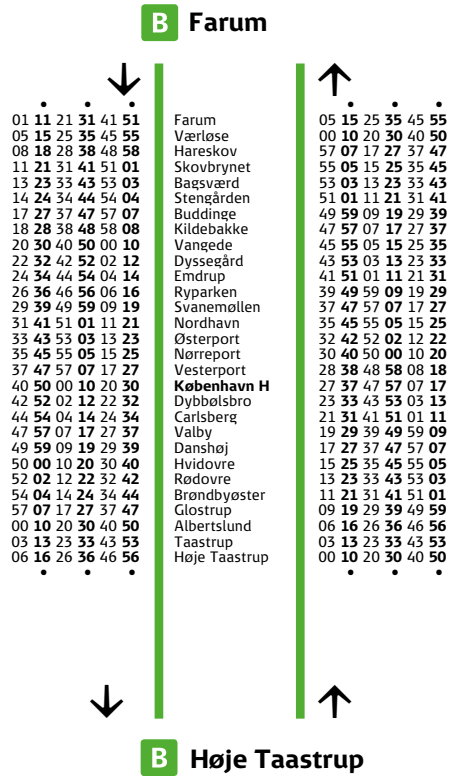 B Farum
• • • • • •
01 11 21 31 41 51 Farum 05 15 25 35 45 55
05 15 25 35 45 55 Værløse 00 10 20 30 40 50
08 18 28 38 48 58 Hareskov 57 07 17 27 37 47
11 21 31 41 51 01 Skovbrynet 55 05 15 25 35 45
13 23 33 43 53 03 Bagsværd 53 03 13 23 33 43
14 24 34 44 54 04 Stengården 51 01 11 21 31 41
17 27 37 47 57 07 Buddinge 49 59 09 19 29 39
18 28 38 48 58 08 Kildebakke 47 57 07 17 27 37
20 30 40 50 00 10 Vangede 45 55 05 15 25 35
22 32 42 52 02 12 Dyssegård 43 53 03 13 23 33
24 34 44 54 04 14 Emdrup 41 51 01 11 21 31
26 36 46 56 06 16 Ryparken 39 49 59 09 19 29
29 39 49 59 09 19 Svanemøllen 37 47 57 07 17 27
31 41 51 01 11 21 Nordhavn 35 45 55 05 15 25
33 43 53 03 13 23 Østerport 32 42 52 02 12 22
35 45 55 05 15 25 Nørreport 30 40 50 00 10 20
37 47 57 07 17 27 Vesterport 28 38 48 58 08 18
40 50 00 10 20 30 København H 27 37 47 57 07 17
42 52 02 12 22 32 Dybbølsbro 23 33 43 53 03 13
44 54 04 14 24 34 Carlsberg 21 31 41 51 01 11
47 57 07 17 27 37 Valby 19 29 39 49 59 09
49 59 09 19 29 39 Danshøj 17 27 37 47 57 07
50 00 10 20 30 40 Hvidovre 15 25 35 45 55 05
52 02 12 22 32 42 Rødovre 13 23 33 43 53 03
54 04 14 24 34 44 Brøndbyøster 11 21 31 41 51 01
57 07 17 27 37 47 Glostrup 09 19 29 39 49 59
00 10 20 30 40 50 Albertslund 06 16 26 36 46 56
03 13 23 33 43 53 Taastrup 03 13 23 33 43 53
06 16 26 36 46 56 Høje Taastrup 00 10 20 30 40 50
• • • • • •
B Høje Taastrup